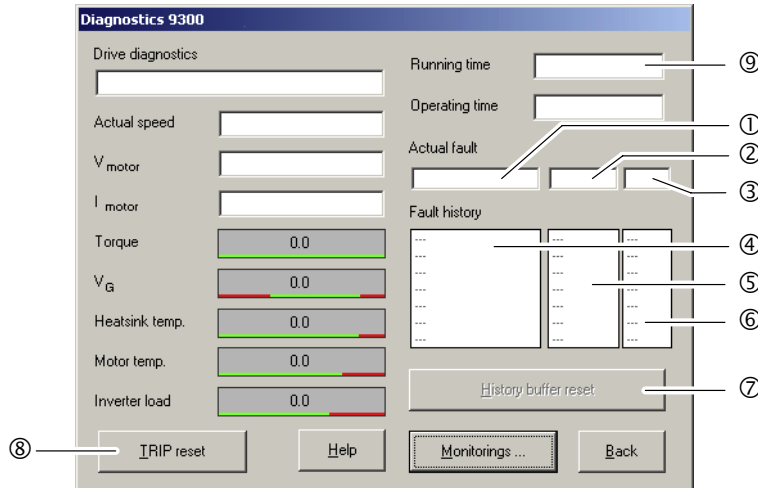 Diagnostics 9300
Drive diagnostics
Actual speed
V motor
I motor
Torque 0.0
VG 0.0
Heatsink temp. 0.0
Motor temp. 0.0
Inverter load 0.0
Running time
⑨
Operating time
Actual fault
①
②
③
Fault history
--- --- ---
--- --- --- ④
--- --- ---
--- --- --- ⑤
--- --- ---
--- --- --- ⑥
--- --- ---
History buffer reset
⑦
⑧
TRIP reset
Help
Monitorings ...
Back